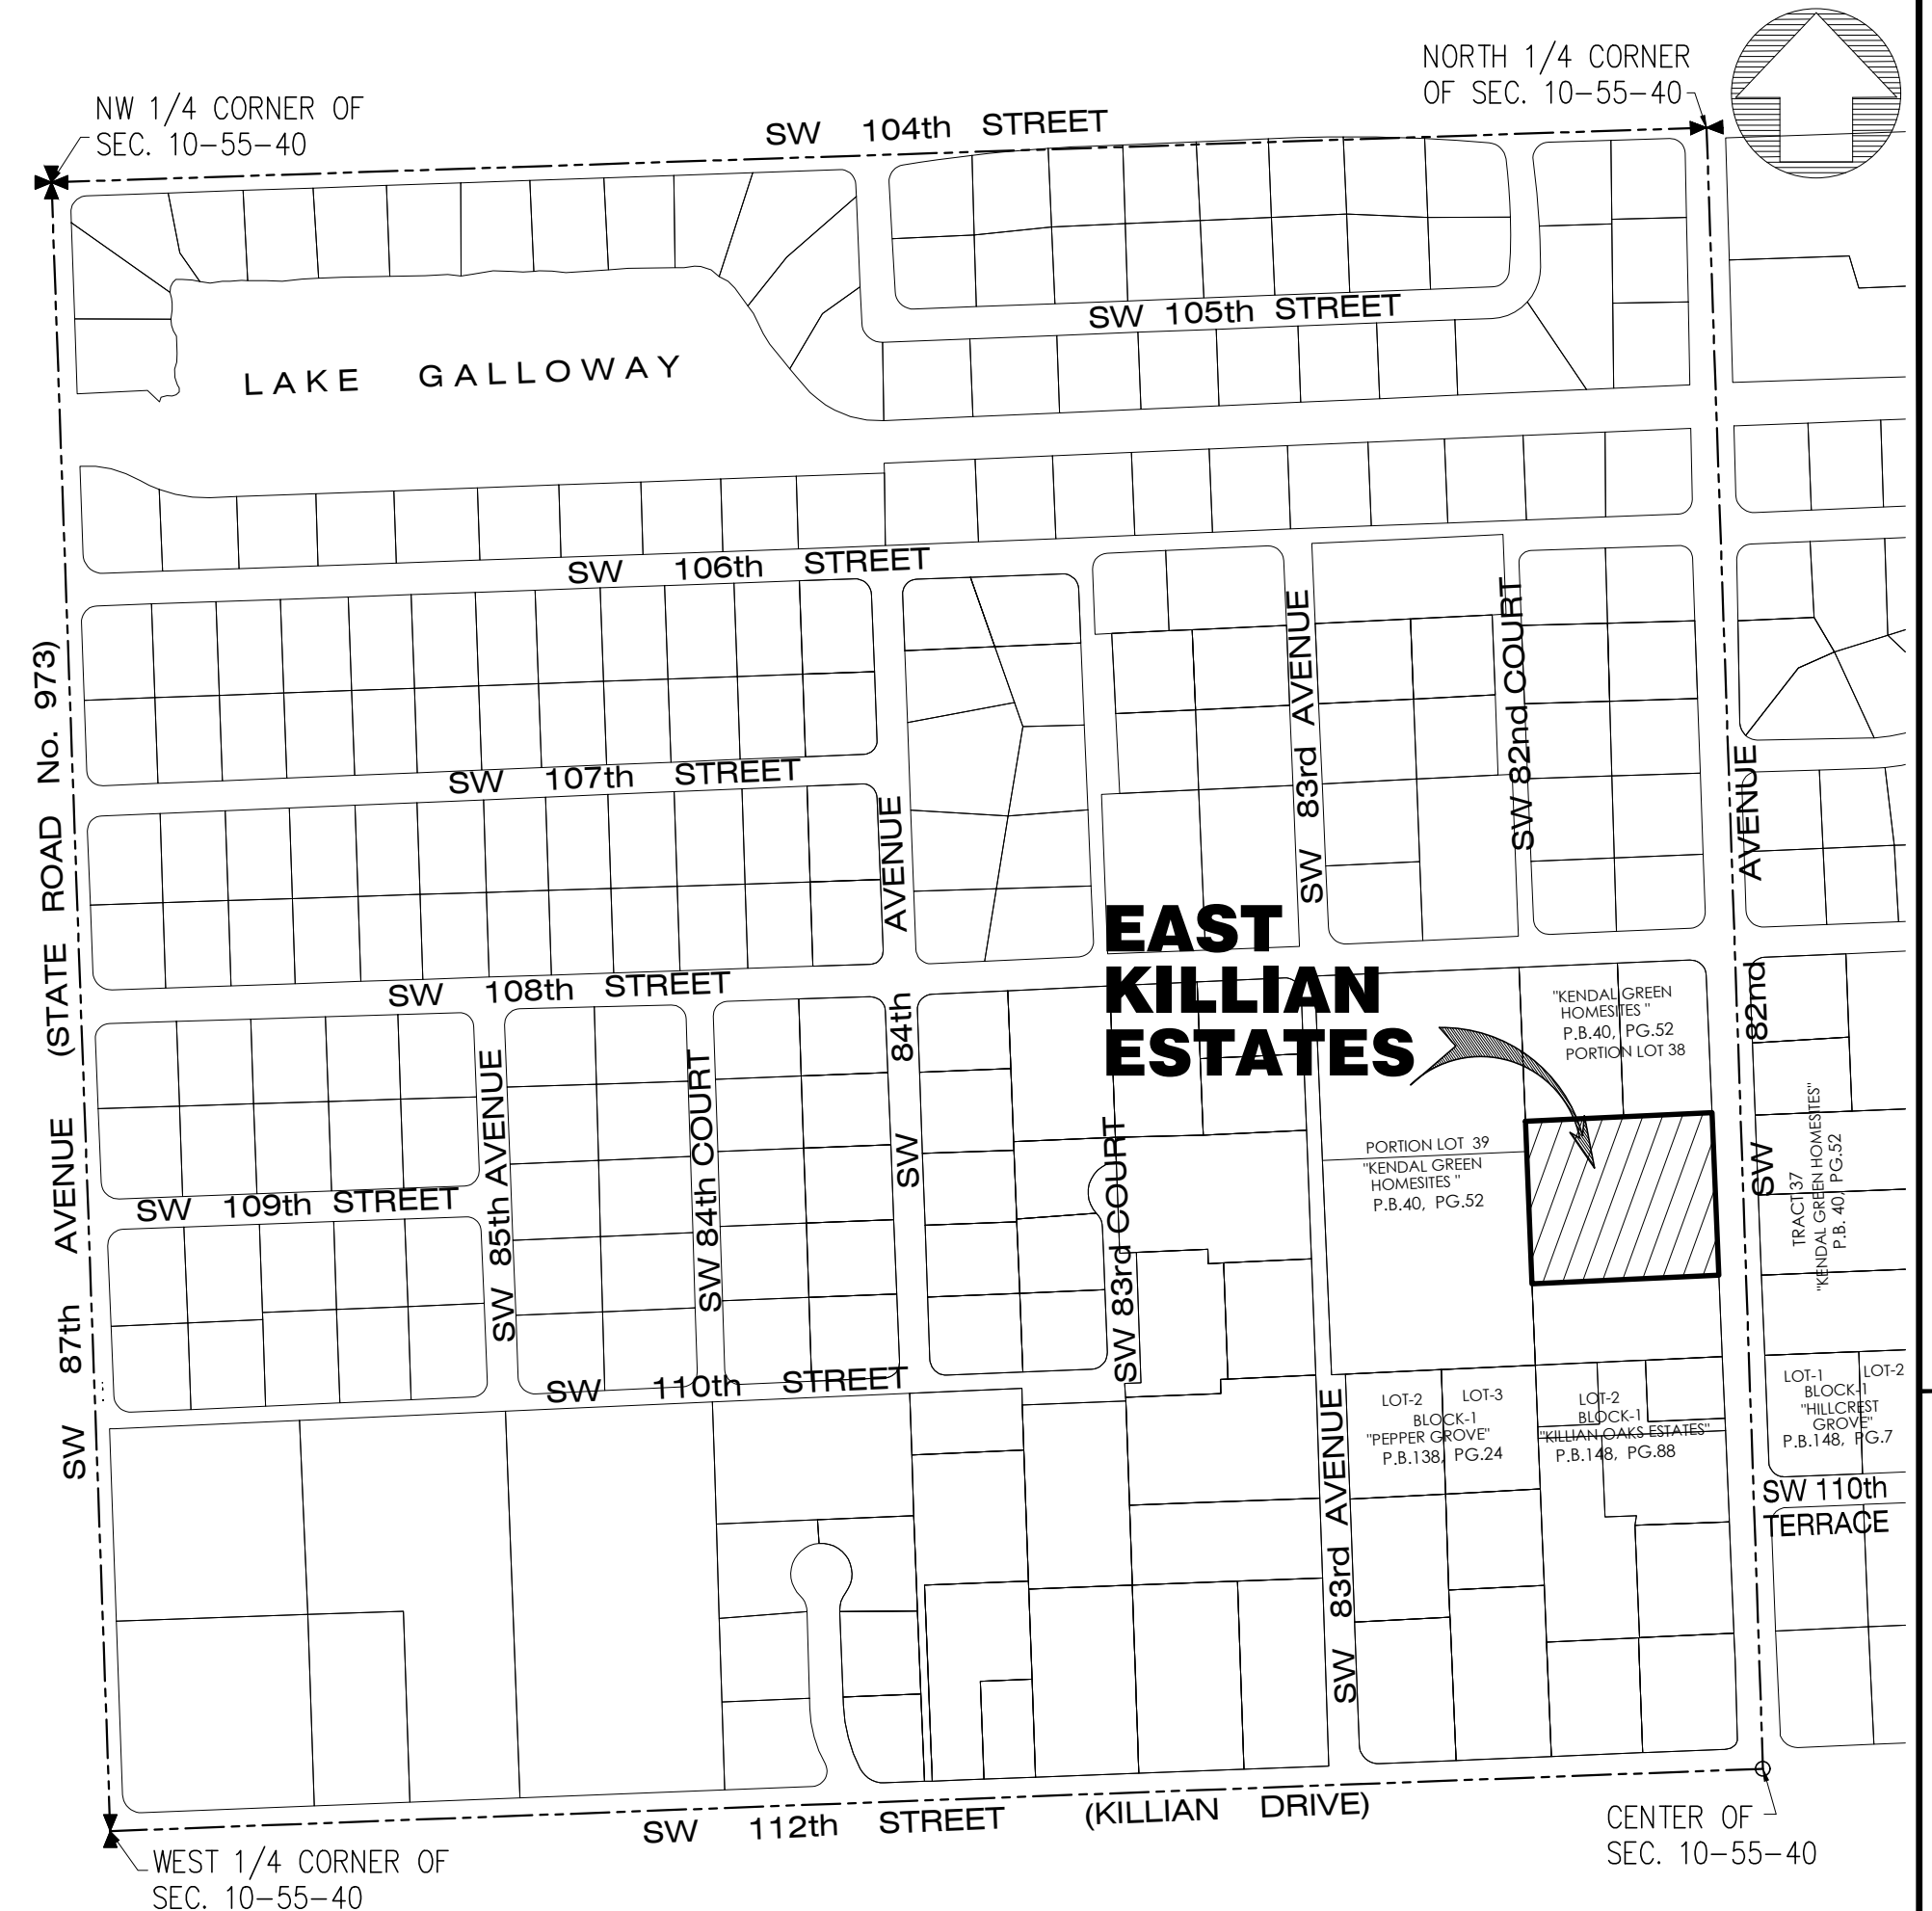 NORTH 1/4 CORNER
OF SEC. 10-55-40
NW 1/4 CORNER OF
SEC. 10-55-40
SW 104th STREET
SW 105th STREET
LAKE GALLOWAY
SW 106th STREET
SW 107th STREET
SW 108th STREET
SW 109th STREET
SW 110th STREET
SW 87th AVENUE (STATE ROAD No. 973)
SW 85th AVENUE
SW 84th COURT
SW 84th AVENUE
SW 83rd COURT
SW 83rd AVENUE
SW 82nd COURT
SW 82nd AVENUE
EAST
KILLIAN
ESTATES
"KENDAL GREEN
HOMESITES "
P.B.40, PG.52
PORTION LOT 38
PORTION LOT 39
"KENDAL GREEN
HOMESITES "
P.B.40, PG.52
TRACT 37
"KENDAL GREEN HOMESITES"
P.B. 40, PG.52
LOT-2 LOT-3
BLOCK-1
"PEPPER GROVE"
P.B.138, PG.24
LOT-2
BLOCK-1
"KILLIAN OAKS ESTATES"
P.B.148, PG.88
LOT-1 LOT-2
BLOCK-1
"HILLCREST
GROVE"
P.B.148, PG.7
SW 110th
TERRACE
SW 83rd AVENUE
SW 112th STREET (KILLIAN DRIVE)
CENTER OF
SEC. 10-55-40
WEST 1/4 CORNER OF
SEC. 10-55-40